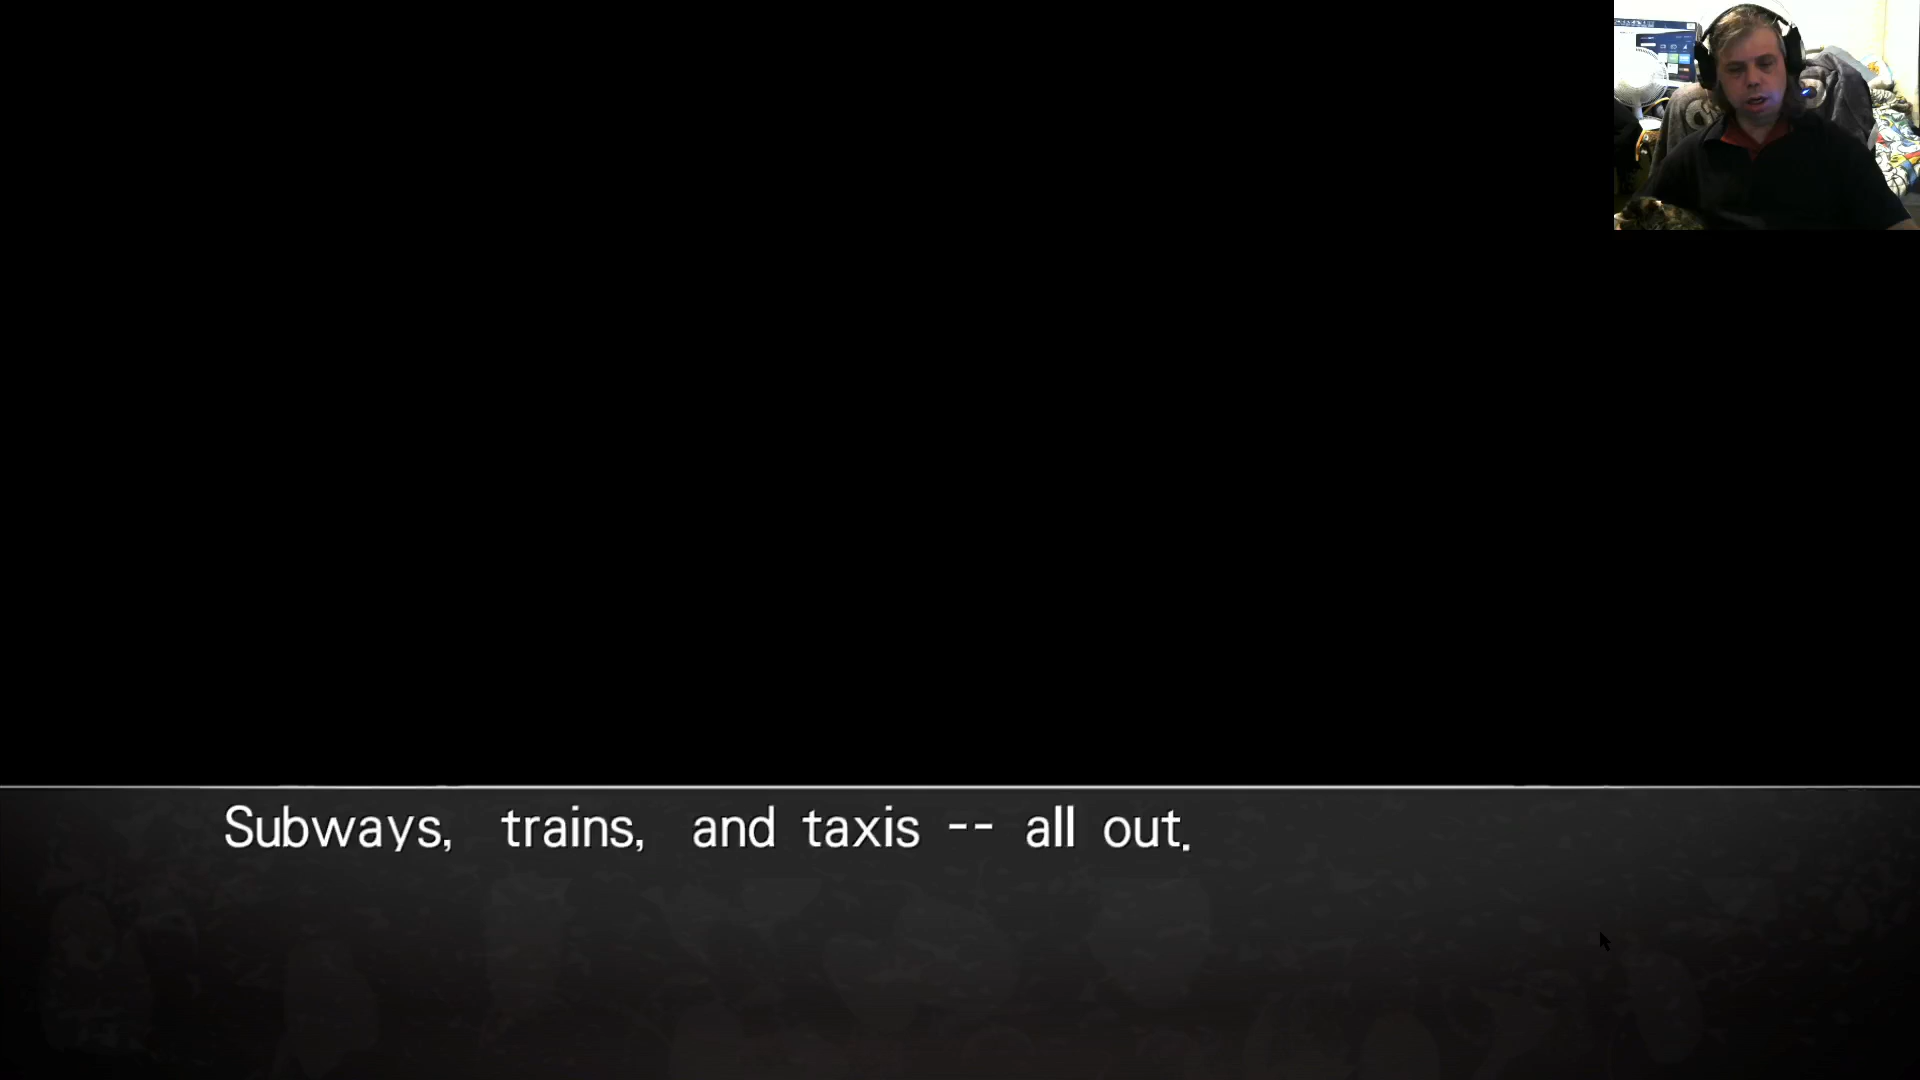 Subways, trains, and taxis -- all out.